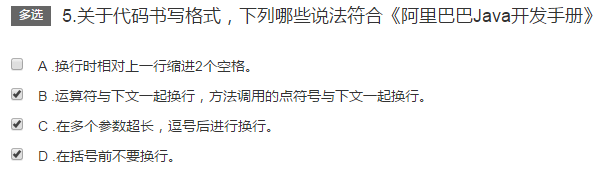 多选 5.关于代码书写格式，下列哪些说法符合《阿里巴巴Java开发手册》
A .换行时相对上一行缩进2个空格。
B .运算符与下文一起换行，方法调用的点符号与下文一起换行。
C .在多个参数超长，逗号后进行换行。
D .在括号前不要换行。